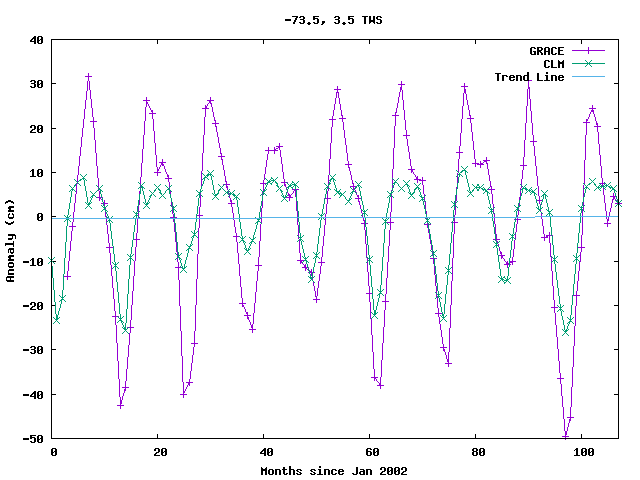 -73.5, 3.5 TWS
GRACE
CLM
Trend Line
40
30
20
10
0
-10
-20
-30
-40
-50
Anomaly (cm)
0 20 40 60 80 100
Months since Jan 2002